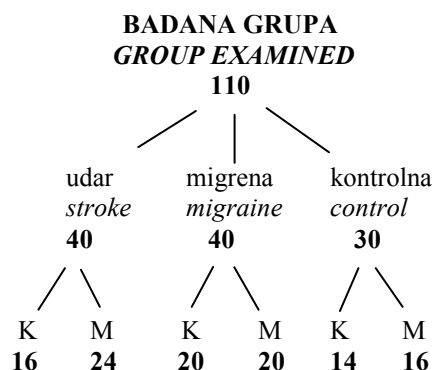 BADANA GRUPA
GROUP EXAMINED
110
udar migrena kontrolna
stroke migraine control
40 40 30
K M K M K M
16 24 20 20 14 16